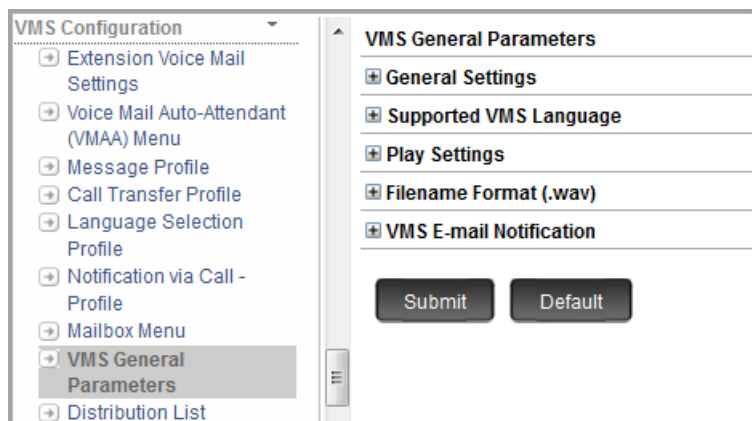 VMS Configuration
Extension Voice Mail
Settings
Voice Mail Auto-Attendant
(VMAA) Menu
Message Profile
Call Transfer Profile
Language Selection
Profile
Notification via Call -
Profile
Mailbox Menu
VMS General
Parameters
Distribution List
VMS General Parameters
General Settings
Supported VMS Language
Play Settings
Filename Format (.wav)
VMS E-mail Notification
Submit
Default